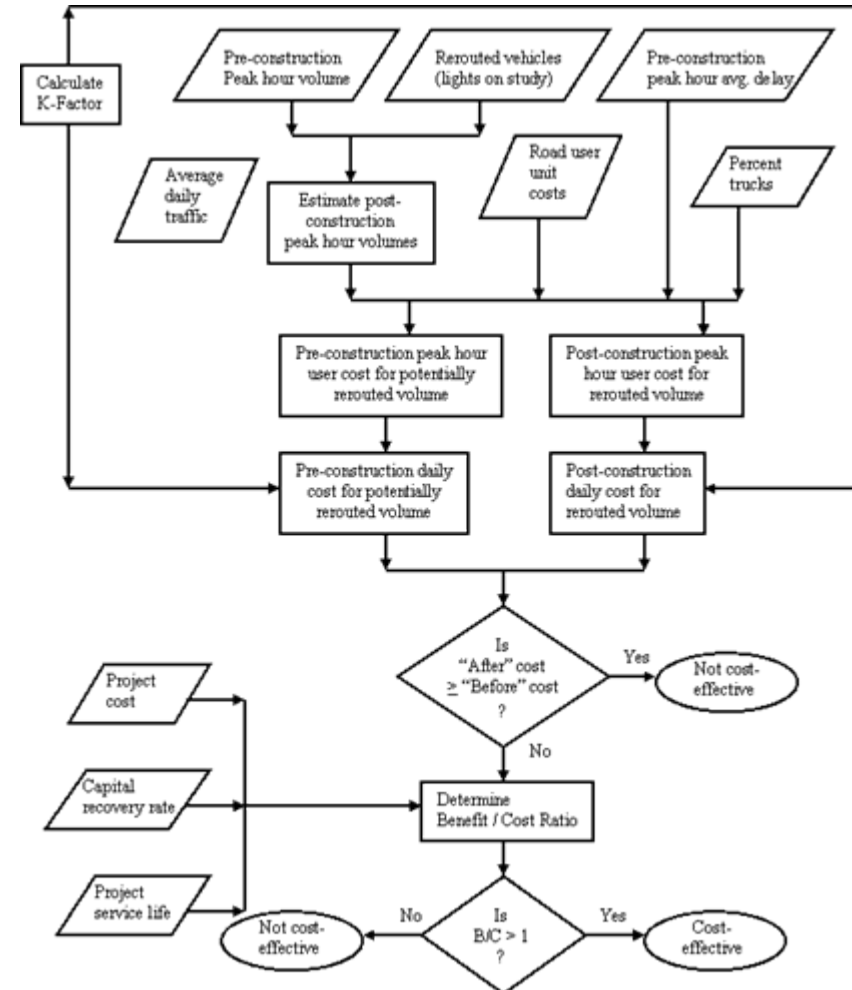 Pre-construction
Peak hour volume
Rerouted vehicles
(lights on study)
Pre-construction
peak hour avg. delay
Calculate
K-Factor
Average
daily
traffic
Estimate post-
construction
peak hour volumes
Road user
unit
costs
Percent
trucks
Pre-construction peak hour
user cost for potentially
rerouted volume
Post-construction peak
hour user cost for
rerouted volume
Pre-construction daily
cost for potentially
rerouted volume
Post-construction
daily cost for
rerouted volume
Is
“After” cost
≥ “Before” cost
?
Yes
Not cost-
effective
No
Project
cost
Capital
recovery rate
Project
service life
Determine
Benefit / Cost Ratio
Is
B/C > 1
?
No
Not cost-
effective
Yes
Cost-
effective